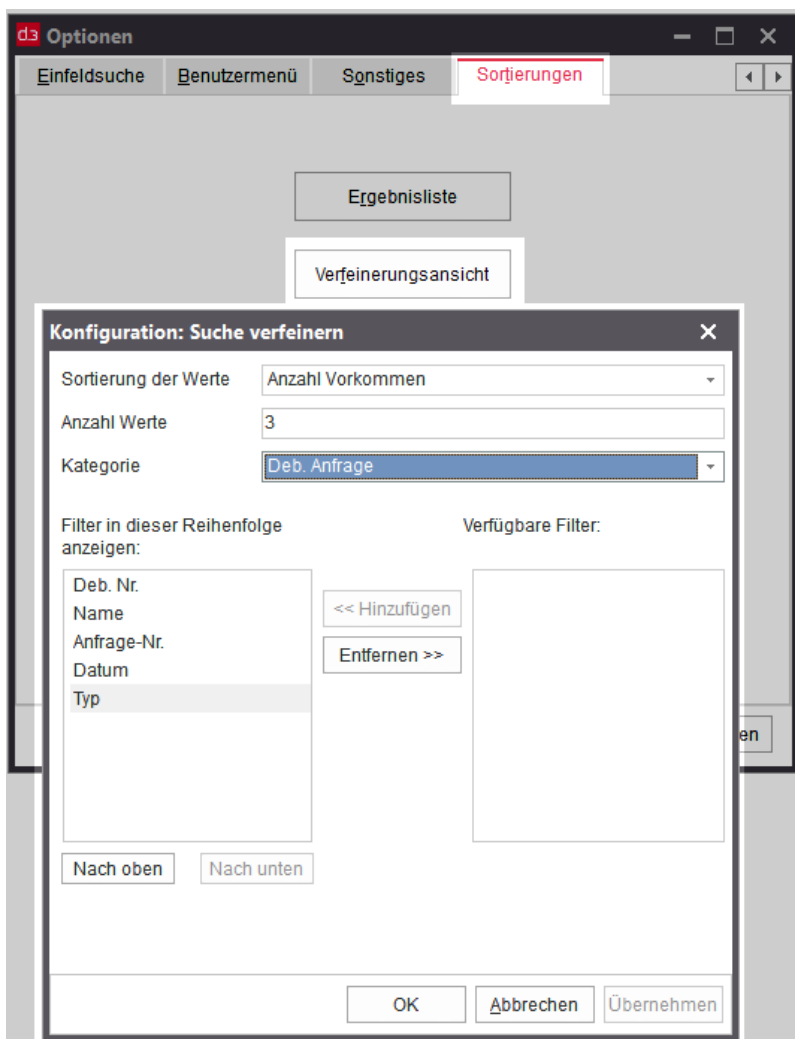 d3 Optionen
Einfeldsuche Benutzermenü Sonstiges Sortierungen
Ergebnisliste
Verfeinerungsansicht
Konfiguration: Suche verfeinern
Sortierung der Werte Anzahl Vorkommen
Anzahl Werte 3
Kategorie Deb. Anfrage
Filter in dieser Reihenfolge anzeigen:
Verfügbare Filter:
Deb. Nr.
Name
Anfrage-Nr.
Datum
Typ
<< Hinzufügen
Entfernen >>
en
Nach oben Nach unten
OK Abbrechen Übernehmen